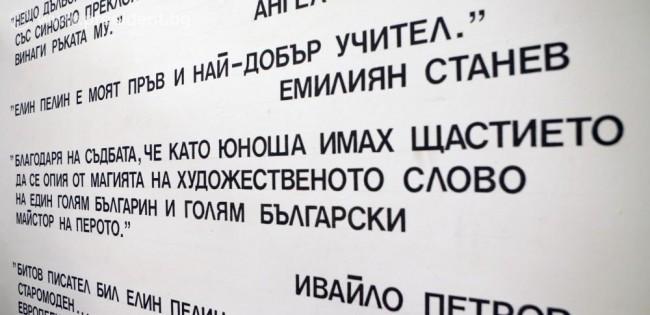 "НЕЩО
СЪС СИНОВНО
ВИНАГИ РЪКАТА МУ."
"ЕЛИН ПЕЛИН Е МОЯТ ПРЪВ И НАЙ-ДОБЪР УЧИТЕЛ."
ЕМИЛИЯН СТАНЕВ
"БЛАГОДАРЯ НА СЪДБАТА, ЧЕ КАТО ЮНОША ИМАХ ЩАСТИЕТО
ДА СЕ ОПИЯ ОТ МАГИЯТА НА ХУДОЖЕСТВЕНОТО СЛОВО
НА ЕДИН ГОЛЯМ БЪЛГАРИН И ГОЛЯМ БЪЛГАРСКИ
МАЙСТОР НА ПЕРОТО."
ИВАЙЛО ПЕТРОВ
"БИТОВ ПИСАТЕЛ БИЛ ЕЛИН ПЕЛИН
СТАРОМОДЕН...